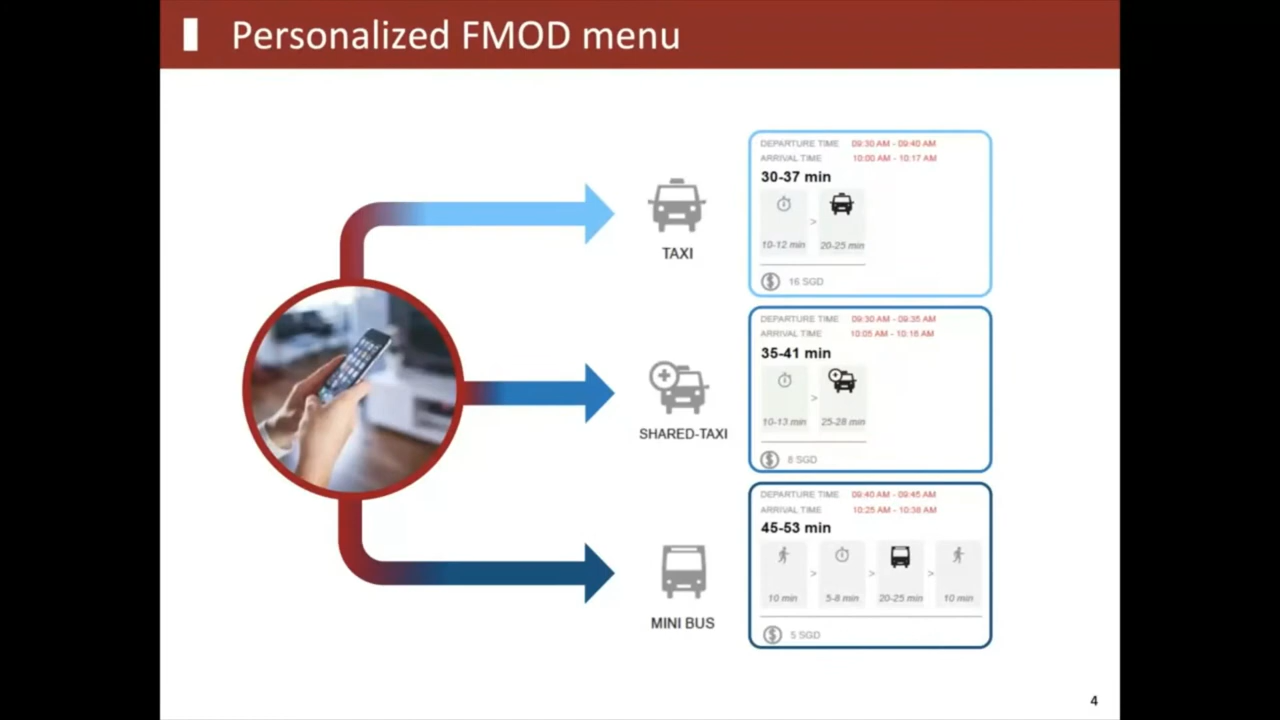 Personalized FMOD menu
TAXI
DEPARTURE TIME 09:30 AM - 09:40 AM
ARRIVAL TIME 10:00 AM - 10:17 AM
30-37 min
>
10-12 min 20-25 min
16 SGD
SHARED-TAXI
DEPARTURE TIME 09:30 AM - 09:35 AM
ARRIVAL TIME 10:05 AM - 10:16 AM
35-41 min
>
10-13 min 25-28 min
8 SGD
MINI BUS
DEPARTURE TIME 09:40 AM - 09:45 AM
ARRIVAL TIME 10:25 AM - 10:38 AM
45-53 min
> > >
10 min 5-8 min 20-25 min 10 min
5 SGD
4